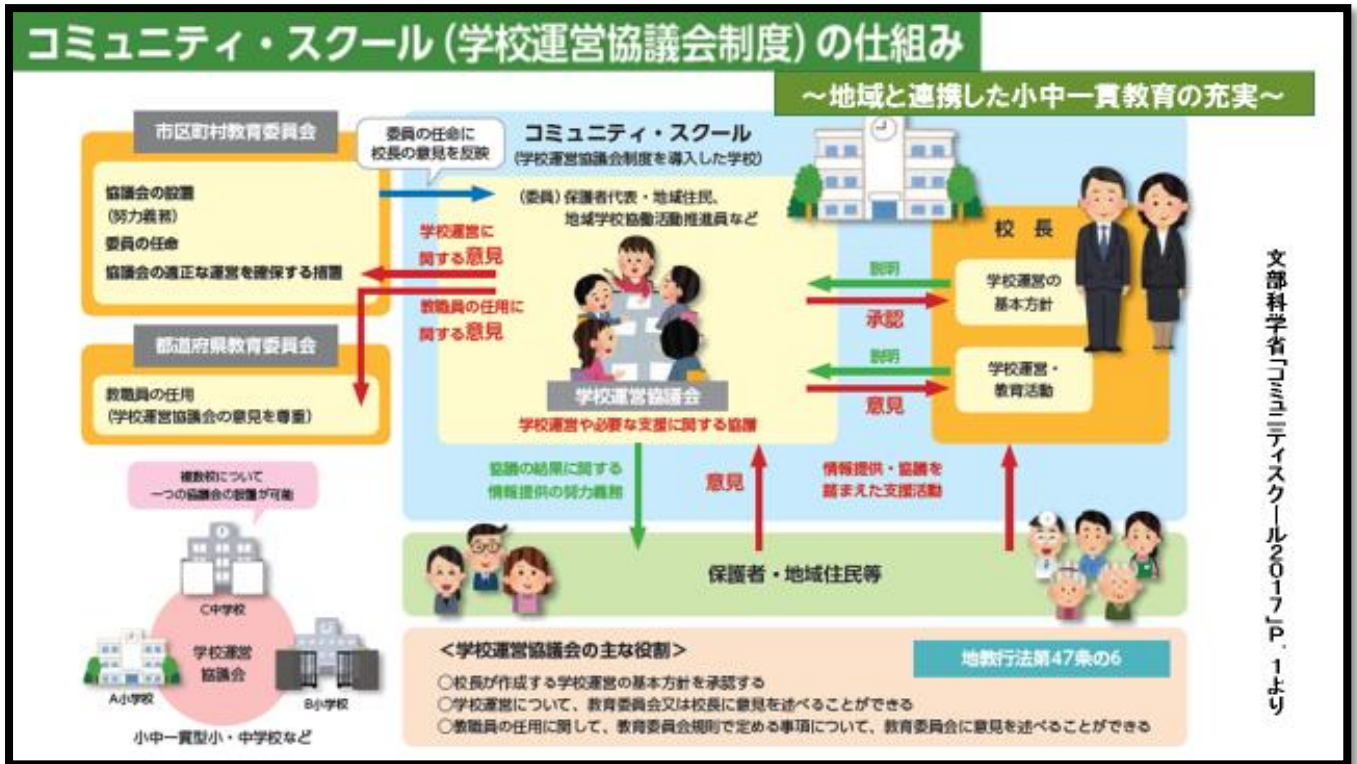 コミュニティ・スクール(学校運営協議会制度)の仕組み
～地域と連携した小中一貫教育の充実～
市区町村教育委員会
協議会の設置
(努力義務)
委員の任命
協議会の適正な運営を確保する措置
委員の任命に
校長の意見を反映
コミュニティ・スクール
(学校運営協議会制度を導入した学校)
(委員)保護者代表・地域住民、
地域学校協働活動推進員など
学校運営に
関する意見
教職員の任用に
関する意見
都道府県教育委員会
教職員の任用
(学校運営協議会の意見を尊重)
学校運営協議会
学校運営や必要な支援に関する協議
説明
承認
説明
意見
校長
学校運営の
基本方針
学校運営・
教育活動
協議の結果に関する
情報提供の努力義務
意見
情報提供・協議を
踏まえた支援活動
保護者・地域住民等
複数校について
一つの協議会の設置が可能
C中学校
学校運営
協議会
A小学校
B小学校
小中一貫型小・中学校など
<学校運営協議会の主な役割>
地教行法第47条の6
○校長が作成する学校運営の基本方針を承認する
○学校運営について、教育委員会又は校長に意見を述べることができる
○教職員の任用に関して、教育委員会規則で定める事項について、教育委員会に意見を述べることができる
文部科学省「コミュニティスクール2017」P.1より